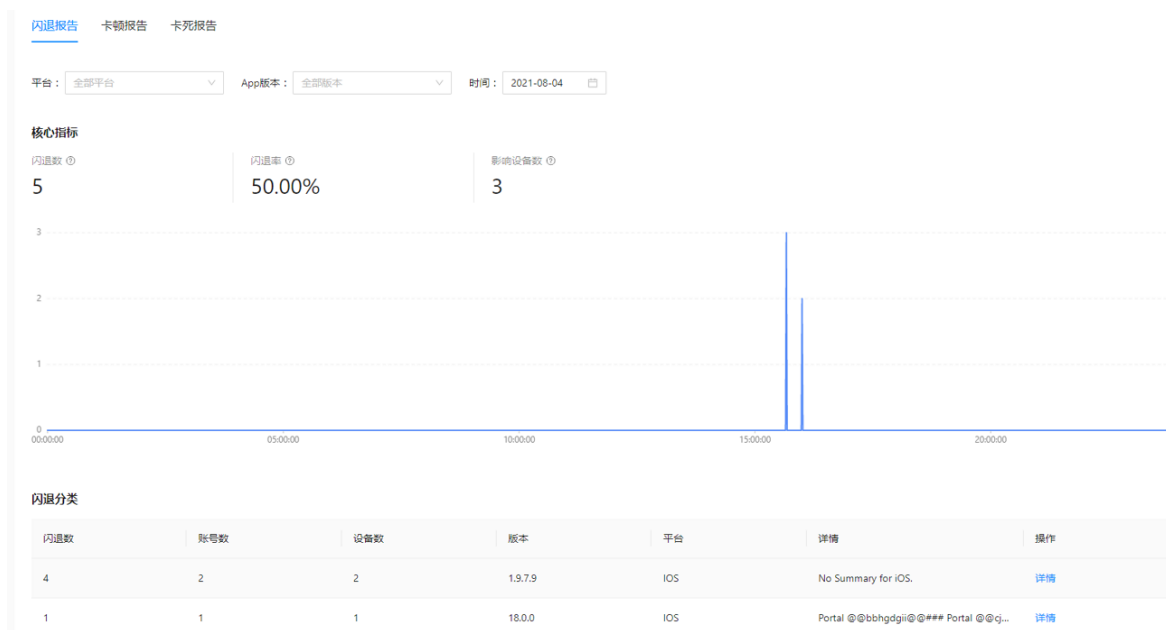 闪退报告 卡顿报告 卡死报告
平台： 全部平台 App版本： 全部版本 时间： 2021-08-04
核心指标
闪退数 闪退率 影响设备数
5 50.00% 3
3
2
1
0
00:00:00 05:00:00 10:00:00 15:00:00 20:00:00
闪退分类
闪退数 账号数 设备数 版本 平台 详情 操作
4 2 2 1.9.7.9 IOS No Summary for iOS. 详情
1 1 1 18.0.0 IOS Portal @@bbhgdgii@@### Portal @@cj... 详情